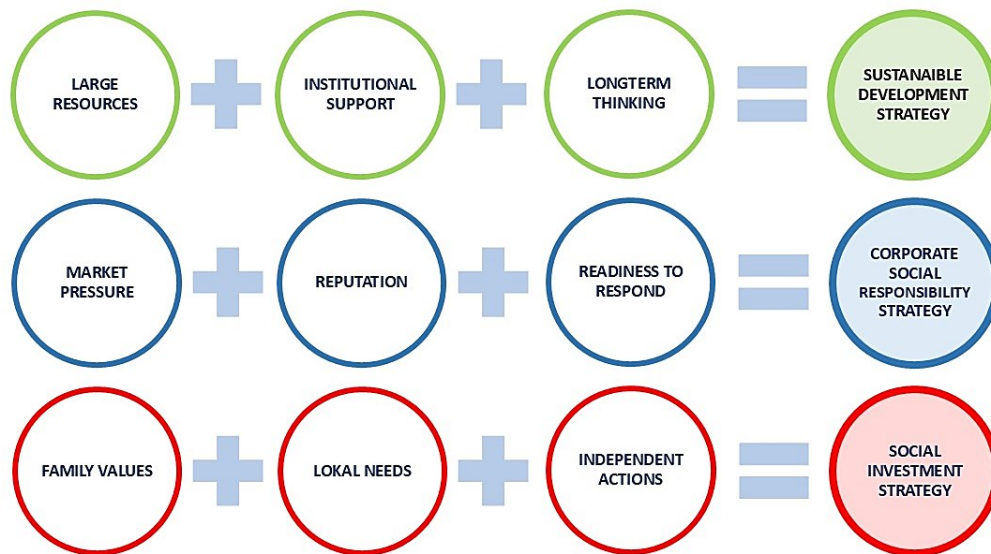 LARGE
RESOURCES
INSTITUTIONAL
SUPPORT
LONGTERM
THINKING
SUSTANAIBLE
DEVELOPMENT
STRATEGY
MARKET
PRESSURE
REPUTATION
READINESS TO
RESPOND
CORPORATE
SOCIAL
RESPONSIBILITY
STRATEGY
FAMILY VALUES
LOKAL NEEDS
INDEPENDENT
ACTIONS
SOCIAL
INVESTMENT
STRATEGY